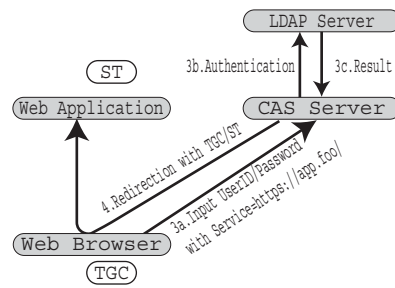 LDAP Server
ST
3b.Authentication
3c.Result
Web Application
CAS Server
4.Redirection with TGC/ST
3a.Input UserID/Password
with Service=https://app.foo/
Web Browser
TGC